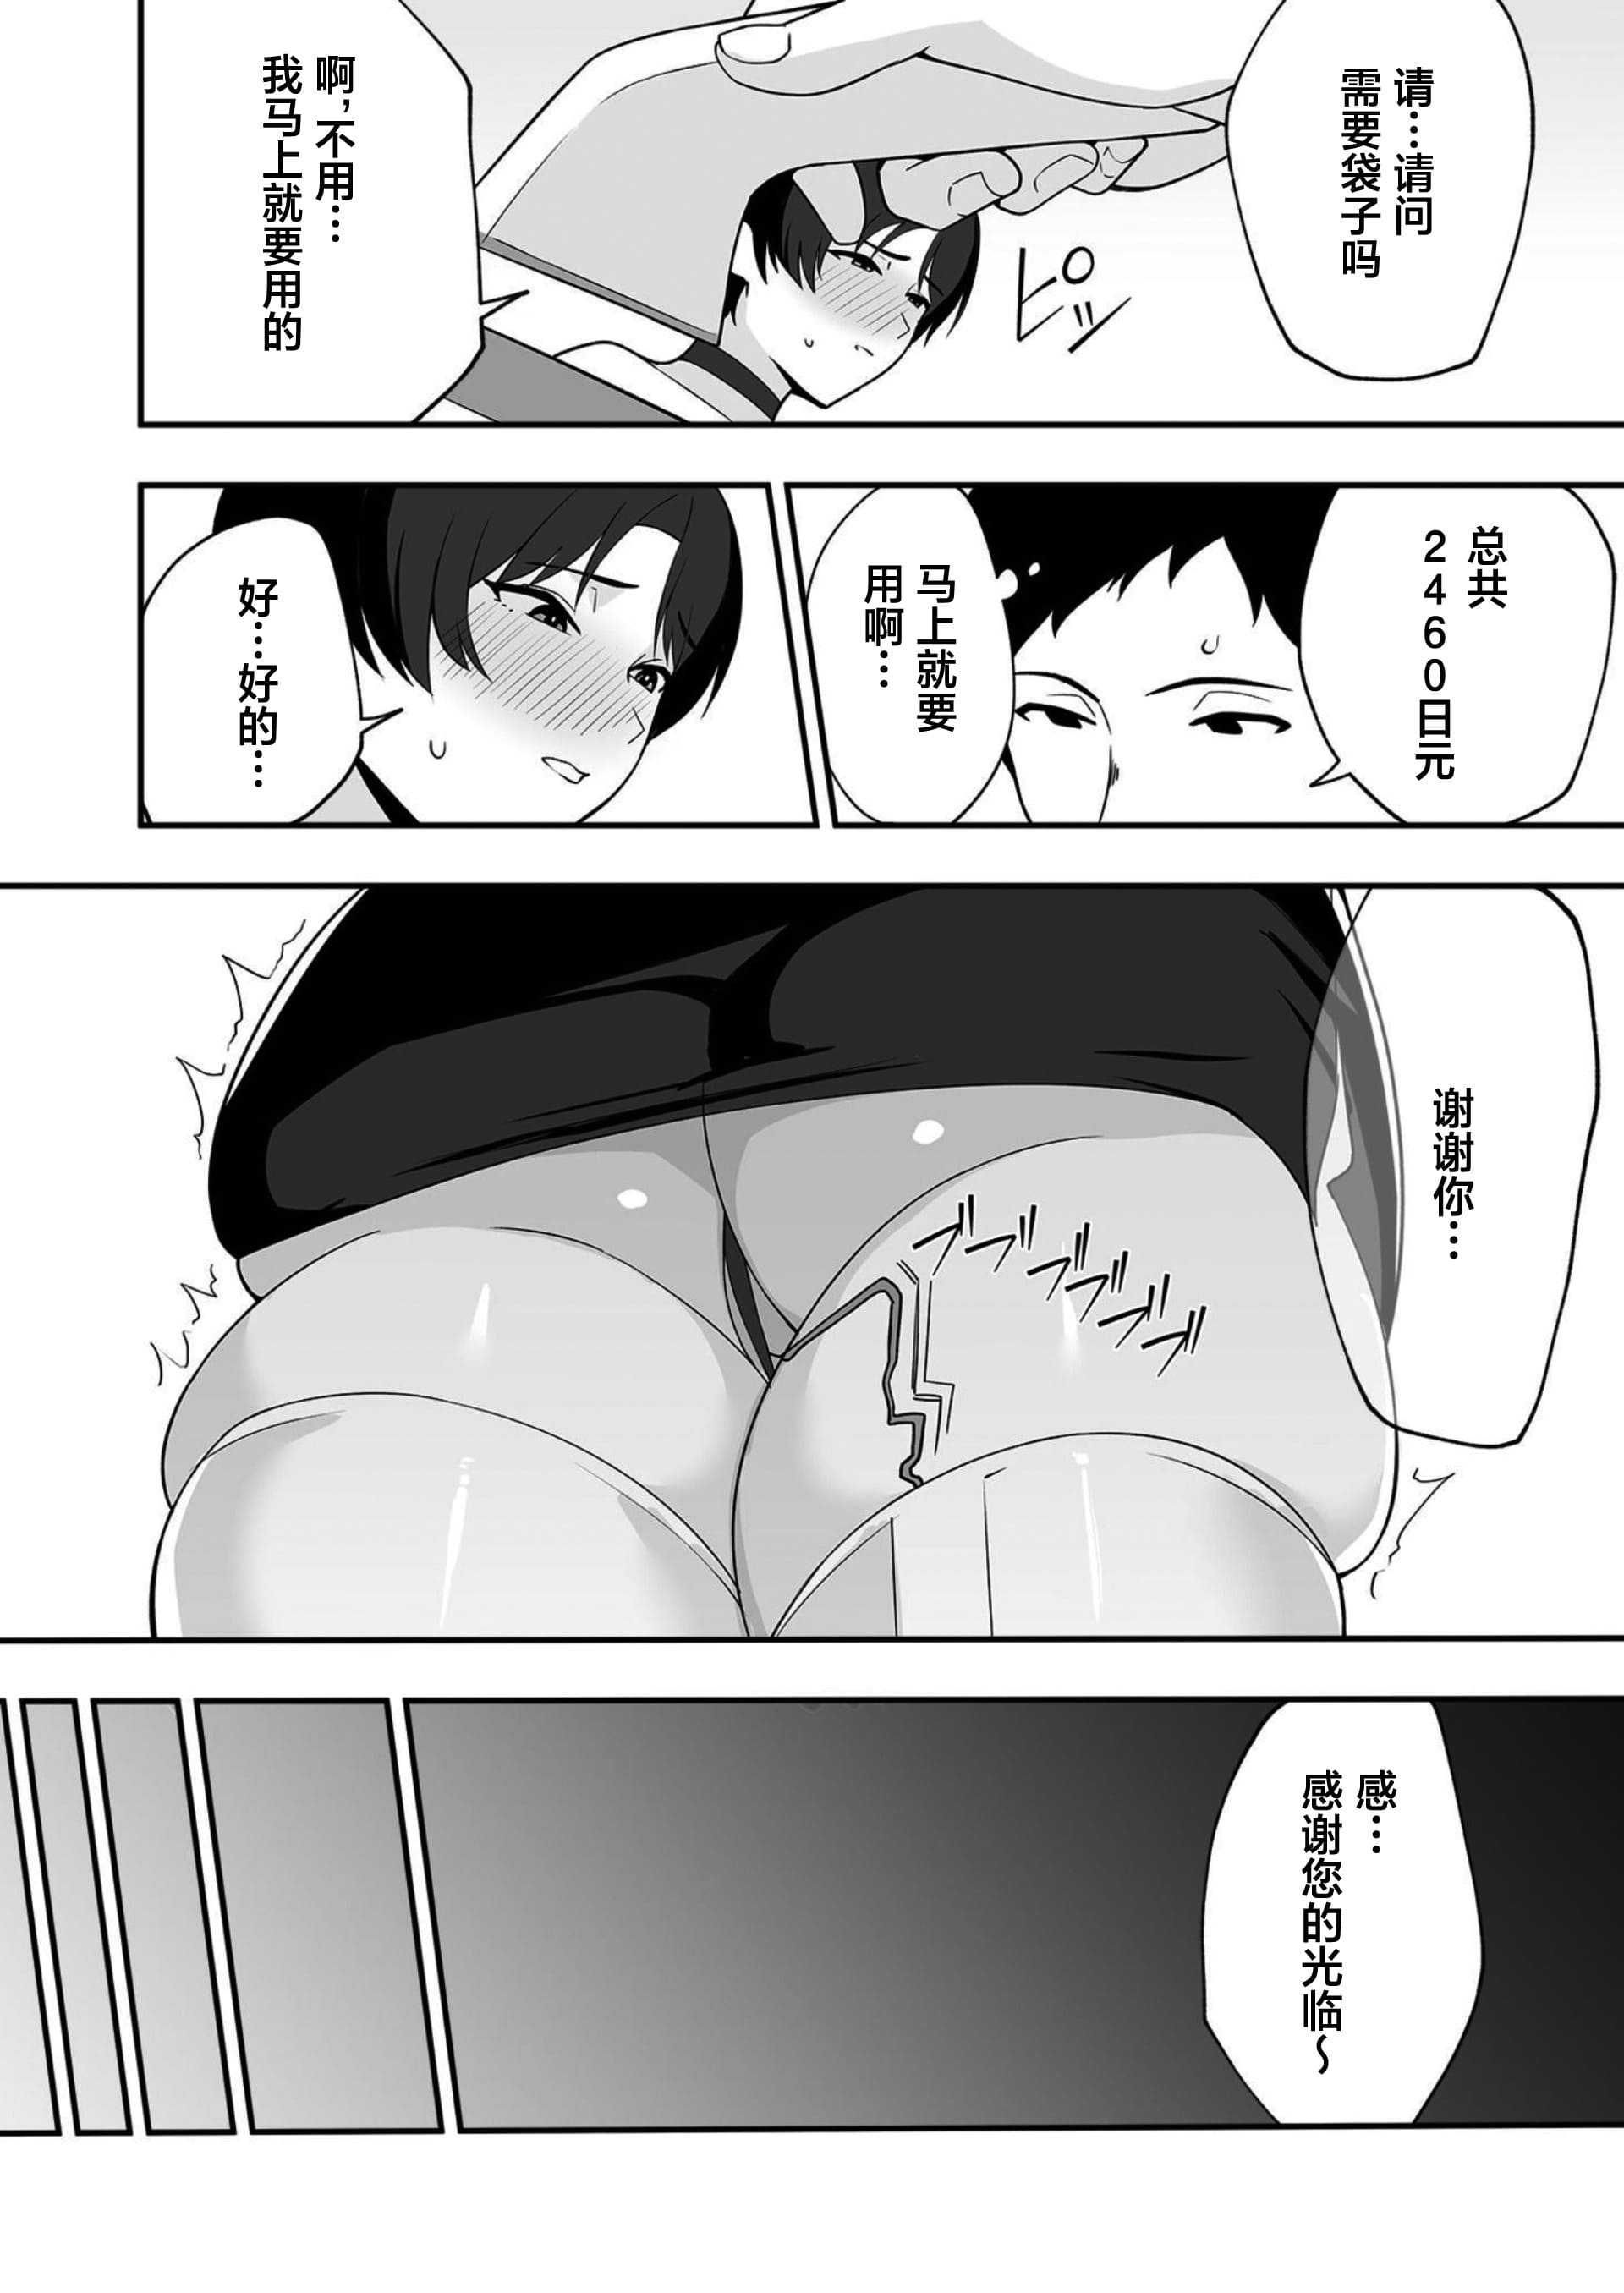 请…请问
需要袋子吗
ピッ
啊，不用…
我马上就要用的
总共
2460日元
马上就要
用啊…
好…好的…
谢谢你…
ブブブブブブ
感…
感谢您的光临～